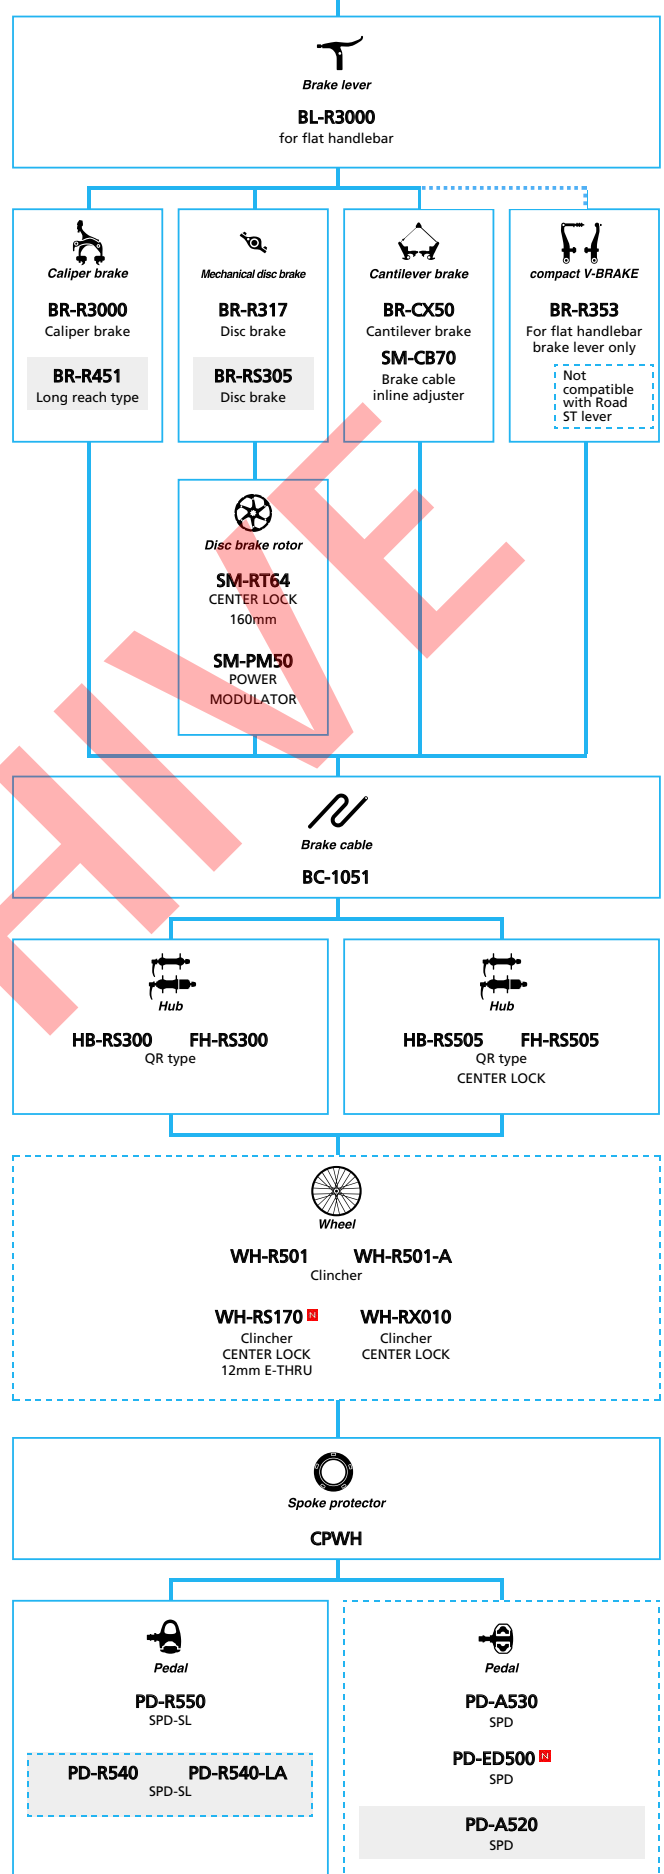 Brake lever
BL-R3000
for flat handlebar
Caliper brake
BR-R3000
Caliper brake
BR-R451
Long reach type
Mechanical disc brake
BR-R317
Disc brake
BR-RS305
Disc brake
Cantilever brake
BR-CX50
Cantilever brake
SM-CB70
Brake cable
inline adjuster
compact V-BRAKE
BR-R353
For flat handlebar
brake lever only
Not
compatible
with Road
ST lever
Disc brake rotor
SM-RT64
CENTER LOCK
160mm
SM-PM50
POWER
MODULATOR
HIVE
Brake cable
BC-1051
Hub
HB-RS300 FH-RS300
QR type
Hub
HB-RS505 FH-RS505
QR type
CENTER LOCK
Wheel
WH-R501 WH-R501-A
Clincher
WH-RS170 N
Clincher
CENTER LOCK
12mm E-THRU
WH-RX010
Clincher
CENTER LOCK
Spoke protector
CPWH
Pedal
PD-R550
SPD-SL
PD-R540 PD-R540-LA
SPD-SL
Pedal
PD-A530
SPD
PD-ED500 N
SPD
PD-A520
SPD